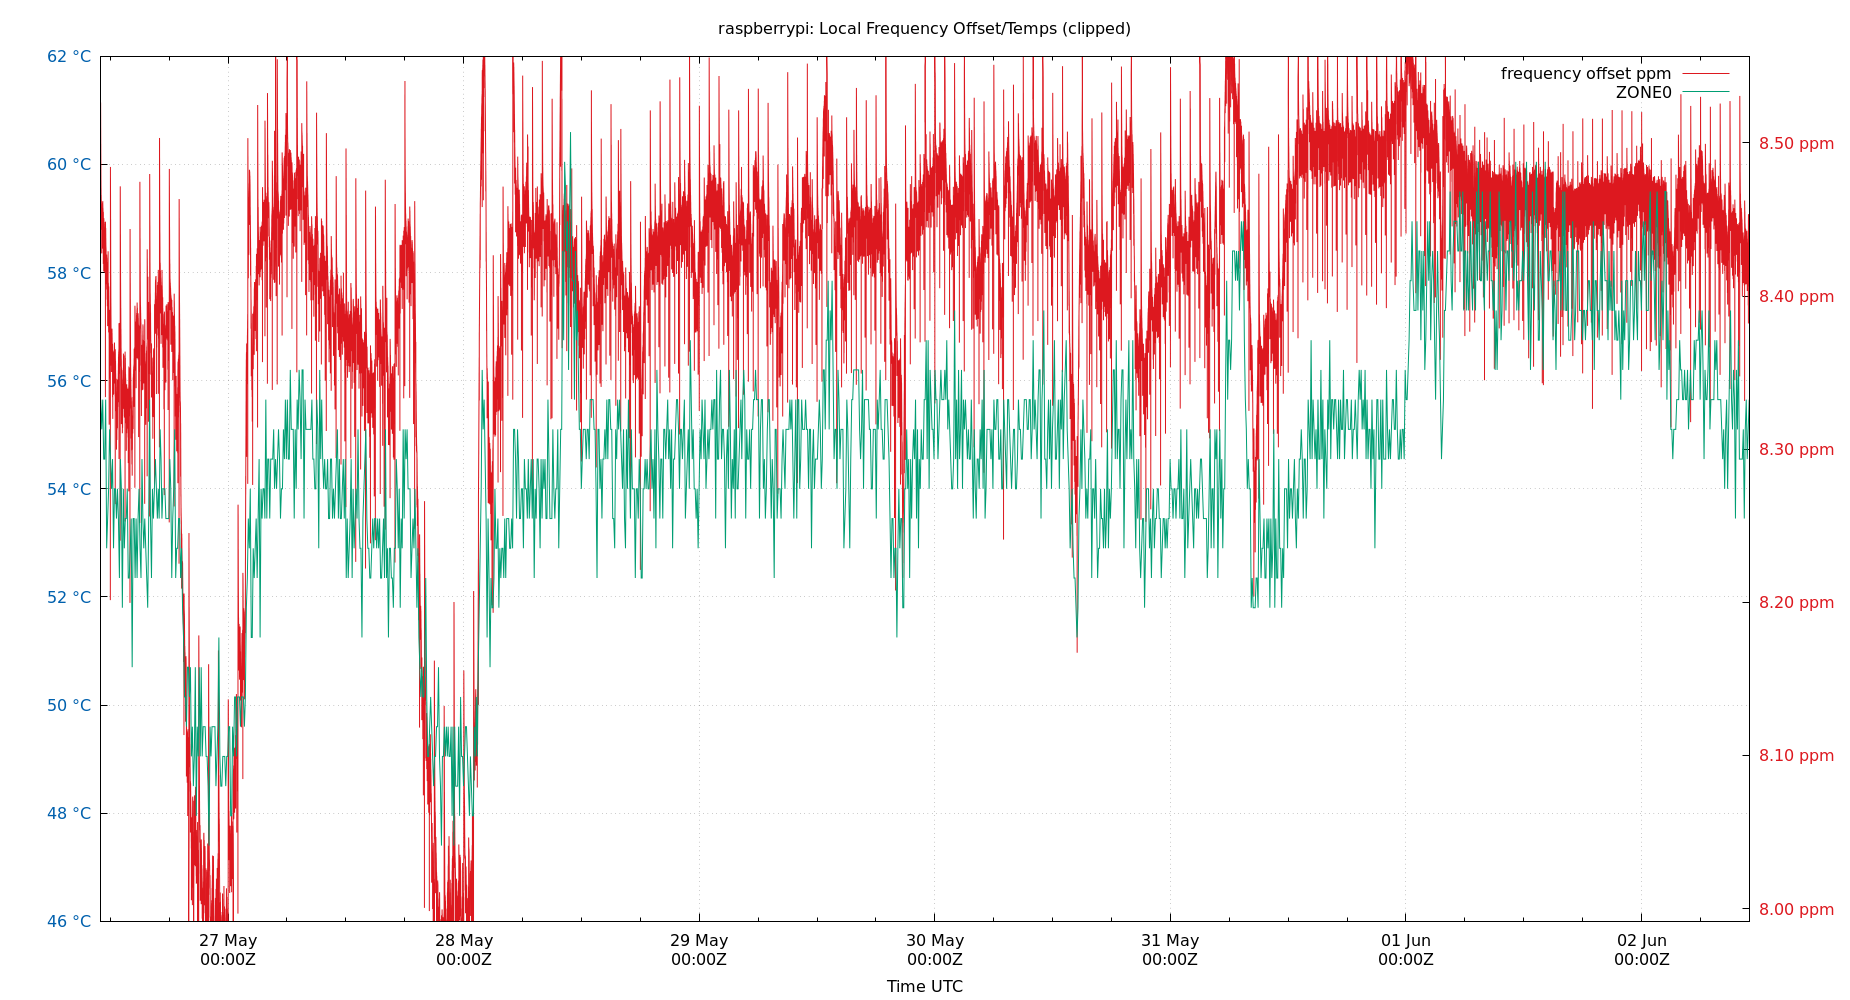 raspberrypi: Local Frequency Offset/Temps (clipped)
frequency offset ppm
ZONE0
62 °C
60 °C
58 °C
56 °C
54 °C
52 °C
50 °C
48 °C
46 °C
8.50 ppm
8.40 ppm
8.30 ppm
8.20 ppm
8.10 ppm
8.00 ppm
27 May 28 May 29 May 30 May 31 May 01 Jun 02 Jun
00:00Z 00:00Z 00:00Z 00:00Z 00:00Z 00:00Z 00:00Z
Time UTC